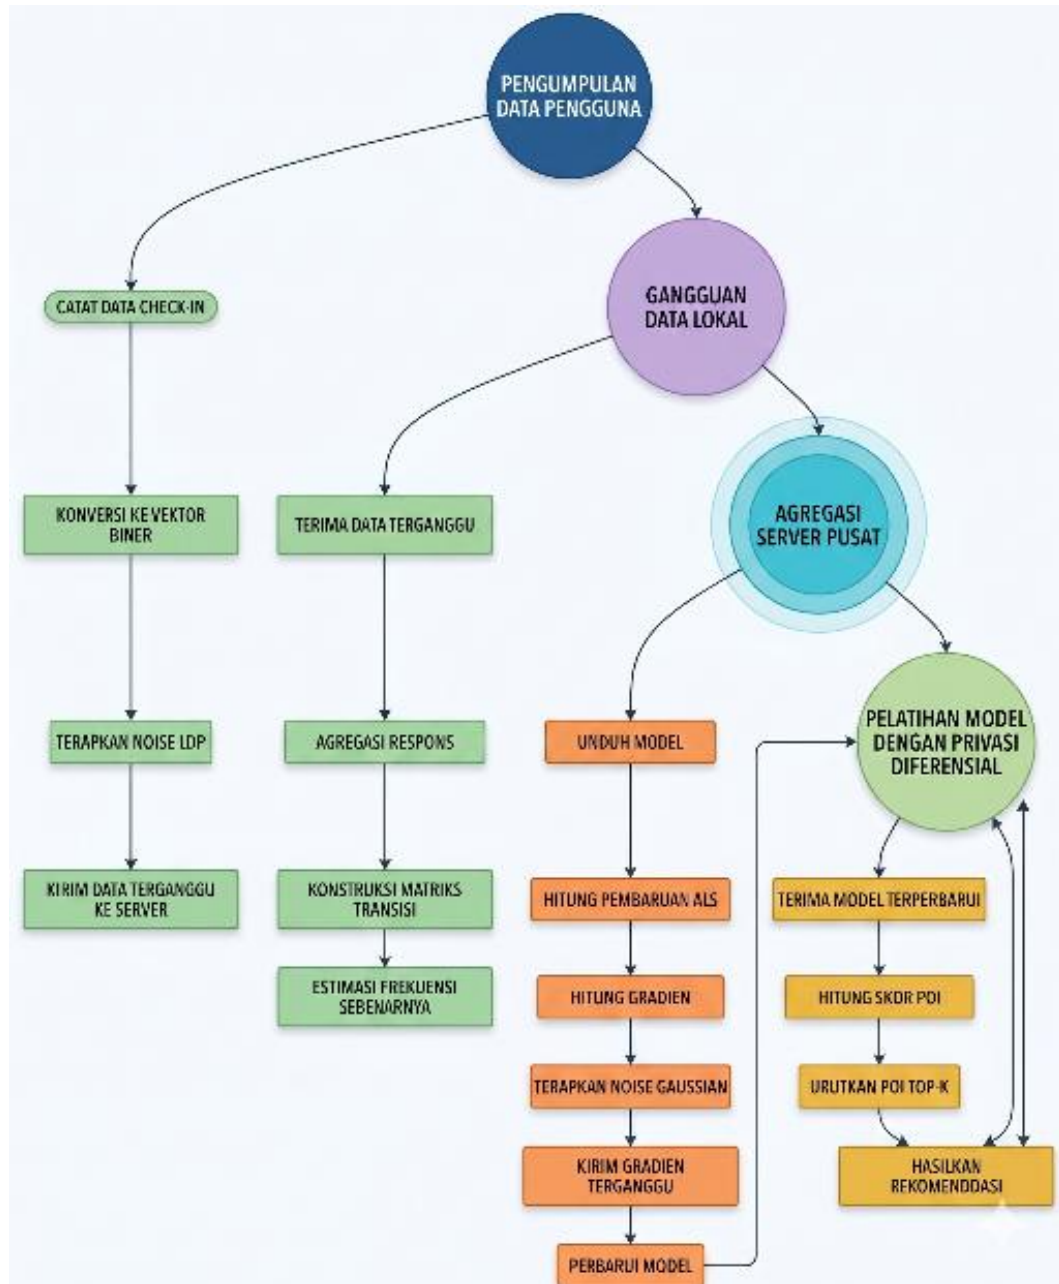 PENGUMPULAN
DATA PENGGUNA
GANGGUAN
DATA LOKAL
CATAT DATA CHECK-IN
KONVERSI KE VEKTOR
BINER
TERIMA DATA TERGANGGU
AGREGASI
SERVER PUSAT
TERAPKAN NOISE LDP
AGREGASI RESPONS
UNDUH MODEL
PELATIHAN MODEL
DENGAN PRIVASI
DIFERENSIAL
KIRIM DATA TERGANGGU
KE SERVER
KONSTRUKSI MATRIKS
TRANSISI
HITUNG PEMBARUAN ALS
TERIMA MODEL TERPERBARUI
ESTIMASI FREKUENSI
SEBENARNYA
HITUNG GRADIEN
HITUNG SKOR POI
TERAPKAN NOISE GAUSSIAN
URUTKAN POI TOP-K
KIRIM GRADIEN
TERGANGGU
HASILKAN
REKOMENDDASI
PERBARUI MODEL